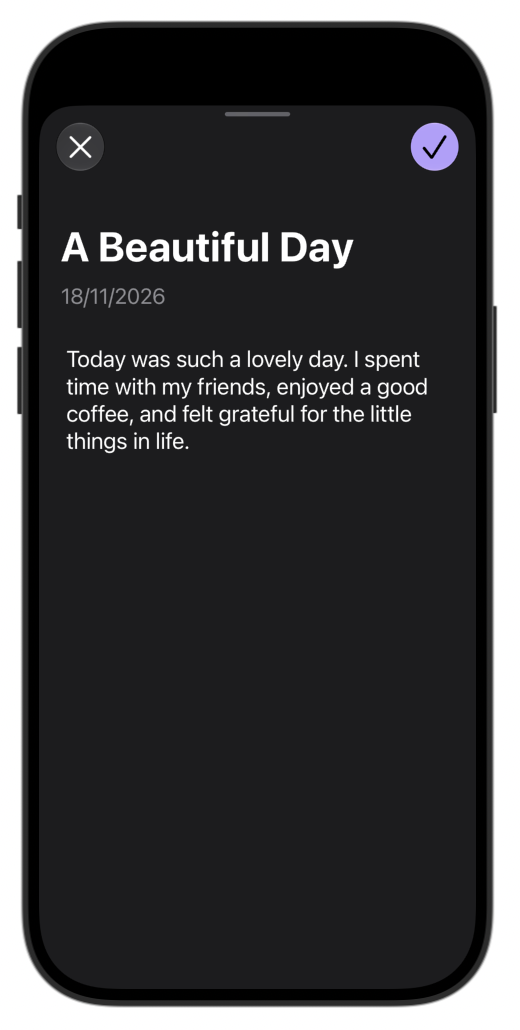 A Beautiful Day
18/11/2026
Today was such a lovely day. I spent
time with my friends, enjoyed a good
coffee, and felt grateful for the little
things in life.